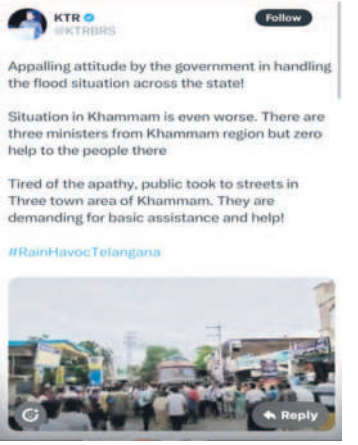 KTR
@KTRBRS
Follow
Appalling attitude by the government in handling
the flood situation across the state!
Situation in Khammam is even worse. There are
three ministers from Khammam region but zero
help to the people there
Tired of the apathy, public took to streets in
Three town area of Khammam. They are
demanding for basic assistance and help!
#RainHavocTelangana
Reply